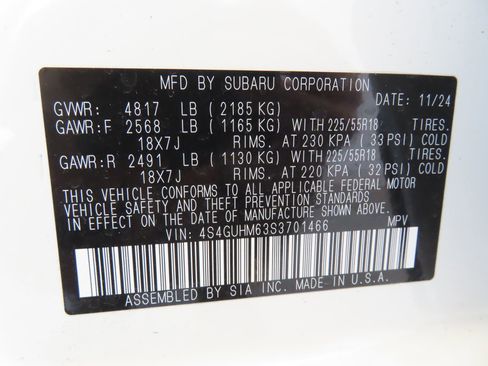 MFD BY SUBARU CORPORATION
DATE: 11/24
GVWR: 4817 LB (2185 KG)
GAWR:F 2568 LB (1165 KG) WITH 225/55R18 TIRES.
18X7J RIMS. AT 230 KPA (33 PSI) COLD
GAWR:R 2491 LB (1130 KG) WITH 225/55R18 TIRES.
18X7J RIMS. AT 220 KPA (32 PSI) COLD
THIS VEHICLE CONFORMS TO ALL APPLICABLE FEDERAL MOTOR
VEHICLE SAFETY AND THEFT PREVENTION STANDARDS
IN EFFECT ON THE DATE OF MANUFACTURE SHOWN ABOVE.
VIN: 4S4GUHM63S3701466 MPV
ASSEMBLED BY SIA INC. MADE IN U.S.A.